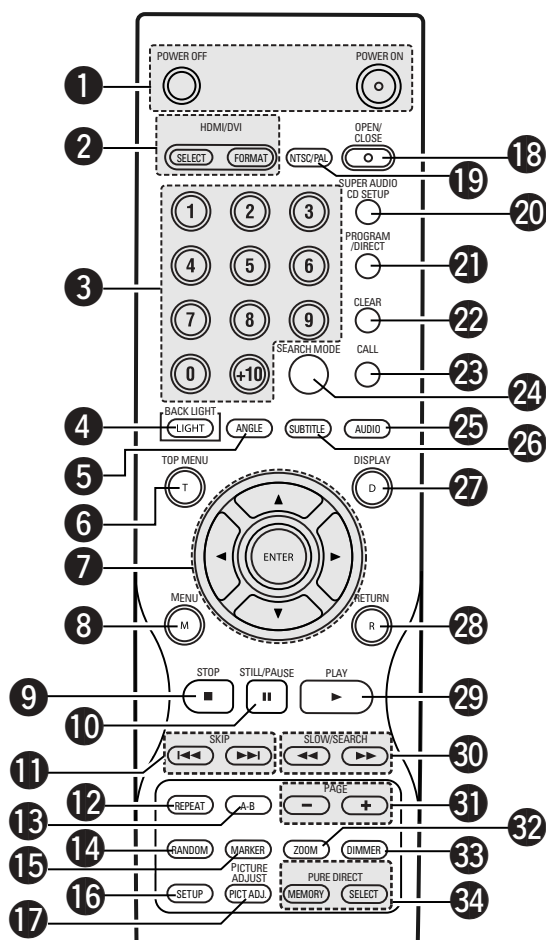 POWER OFF POWER ON
1
HDMI/DVI OPEN/
CLOSE
2 SELECT FORMAT NTSC/PAL 18
19
SUPER AUDIO
CD SETUP
1 2 3 20
PROGRAM
/DIRECT
4 5 6 21
3
CLEAR
7 8 9 22
SEARCH MODE CALL
0 +10 23
24
BACK LIGHT
4 LIGHT ANGLE SUBTITLE AUDIO 25
5 26
TOP MENU DISPLAY
6 T D 27
7 ENTER
MENU RETURN
8 M R 28
STOP STILL/PAUSE PLAY
9 29
10
SKIP SLOW/SEARCH
11 30
PAGE
12 REPEAT A-B − + 31
13 32
14 RANDOM MARKER ZOOM DIMMER 33
15
PICTURE
ADJUST PURE DIRECT
16 SETUP PICT ADJ. MEMORY SELECT 34
17